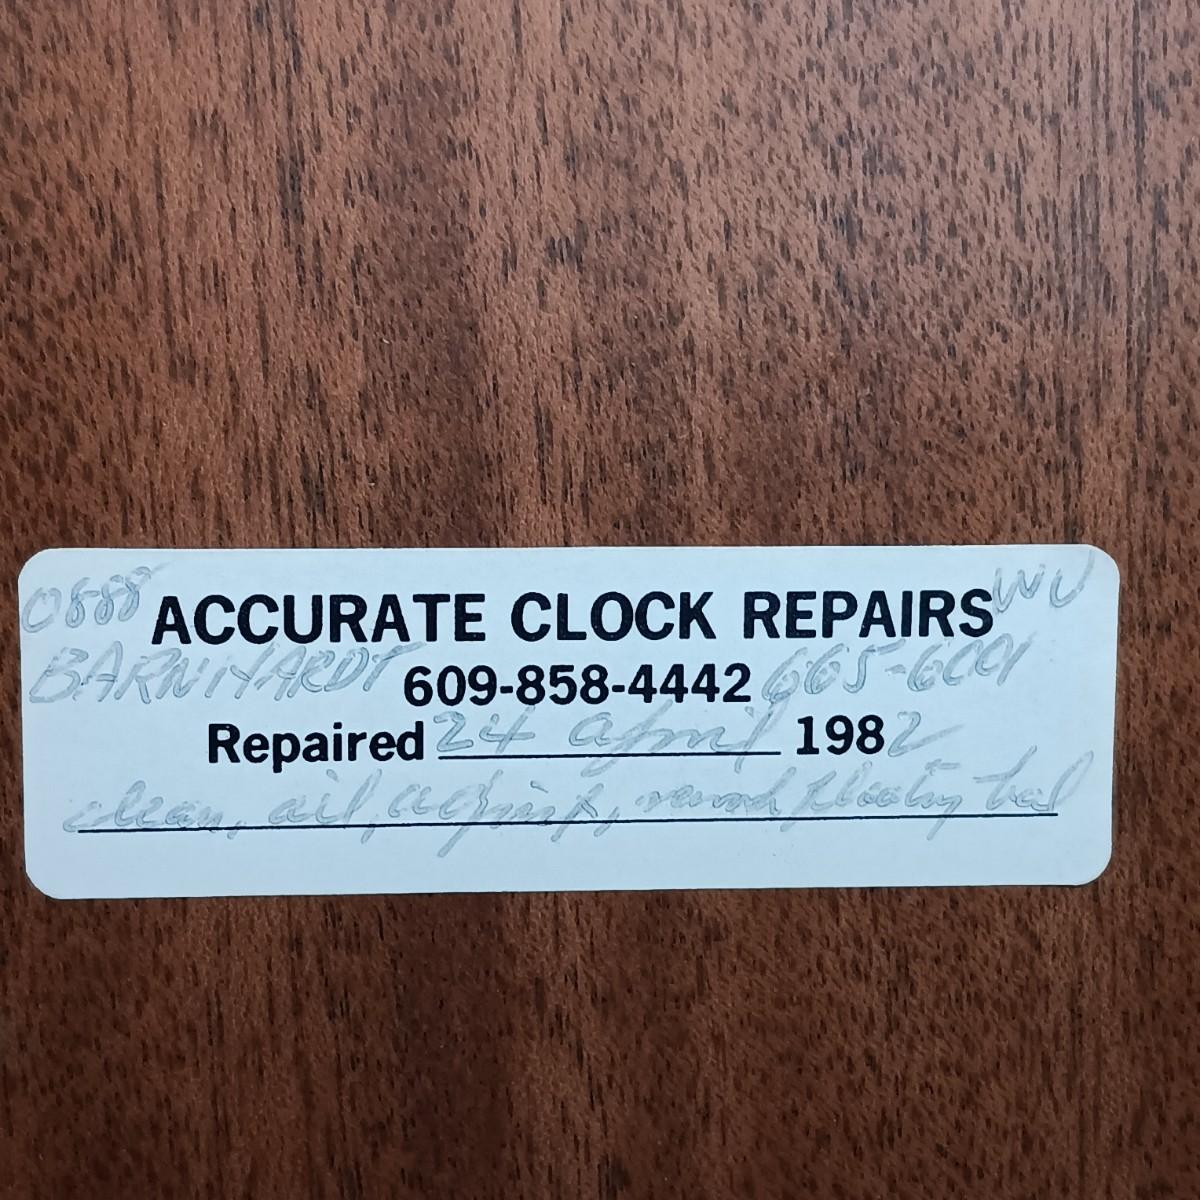 0888 ACCURATE CLOCK REPAIRS WU
BARNHARDT 609-858-4442 665-6001
Repaired 24 April 1982
clean, oil, adjust, floating bal